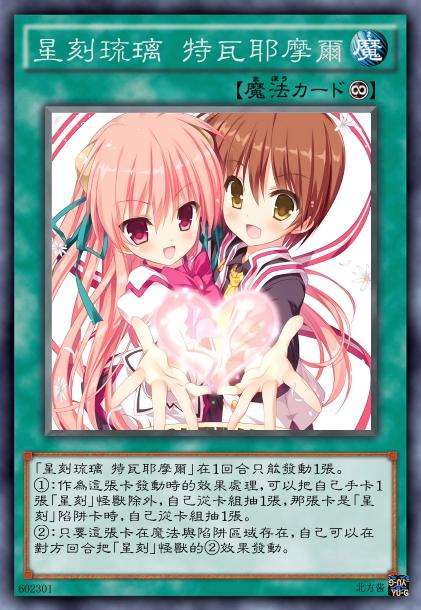 星刻琉璃 特瓦耶摩爾 魔
【魔法カード】
まほう
「星刻琉璃 特瓦耶摩爾」在1回合只能發動1張。
①:作為這張卡發動時的效果處理,可以把自己手卡1
張「星刻」怪獸除外,自己從卡組抽1張,那張卡是「星
刻」陷阱卡時,自己從卡組抽1張。
②:只要這張卡在魔法與陷阱區域存在,自己可以在
對方回合把「星刻」怪獸的②效果發動。
602301
北方酱